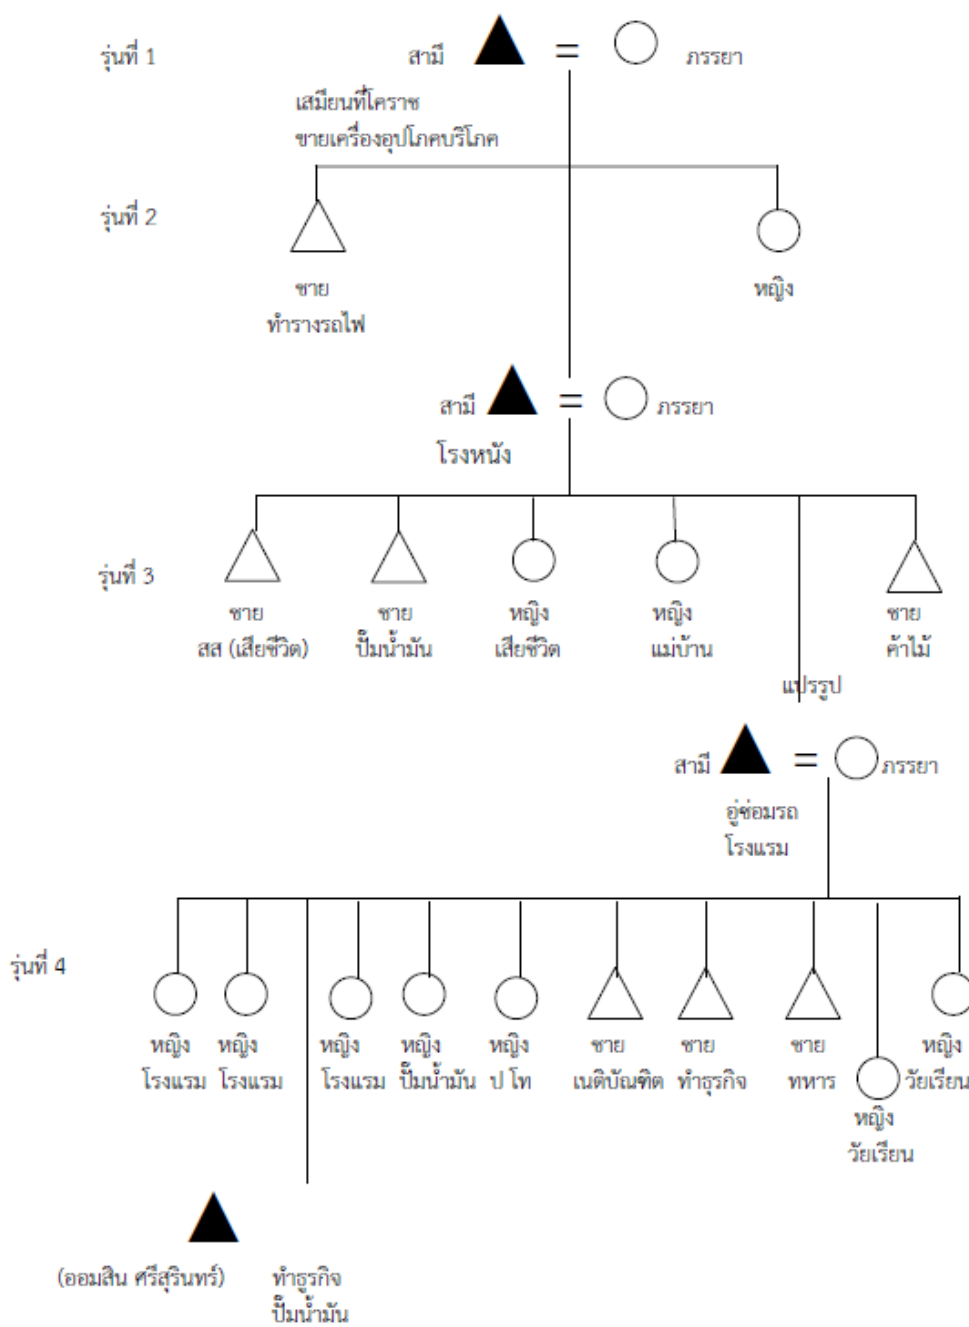 รุ่นที่ 1
สามี = ภรรยา
เสมียนที่โคราช
ขายเครื่องอุปโภคบริโภค
รุ่นที่ 2
ชาย หญิง
ทำรางรถไฟ
สามี = ภรรยา
โรงหนัง
รุ่นที่ 3
ชาย ชาย หญิง หญิง ชาย
สส (เสียชีวิต) ปั๊มน้ำมัน เสียชีวิต แม่บ้าน ค้าไม้
แปรรูป
สามี = ภรรยา
อู่ซ่อมรถ
โรงแรม
รุ่นที่ 4
หญิง หญิง หญิง หญิง หญิง ชาย ชาย ชาย หญิง
โรงแรม โรงแรม โรงแรม ปั๊มน้ำมัน ป โท เนติบัณฑิต ทำธุรกิจ ทหาร วัยเรียน
หญิง
วัยเรียน
(ออมสิน ศรีสุรินทร์) ทำธุรกิจ
ปั๊มน้ำมัน